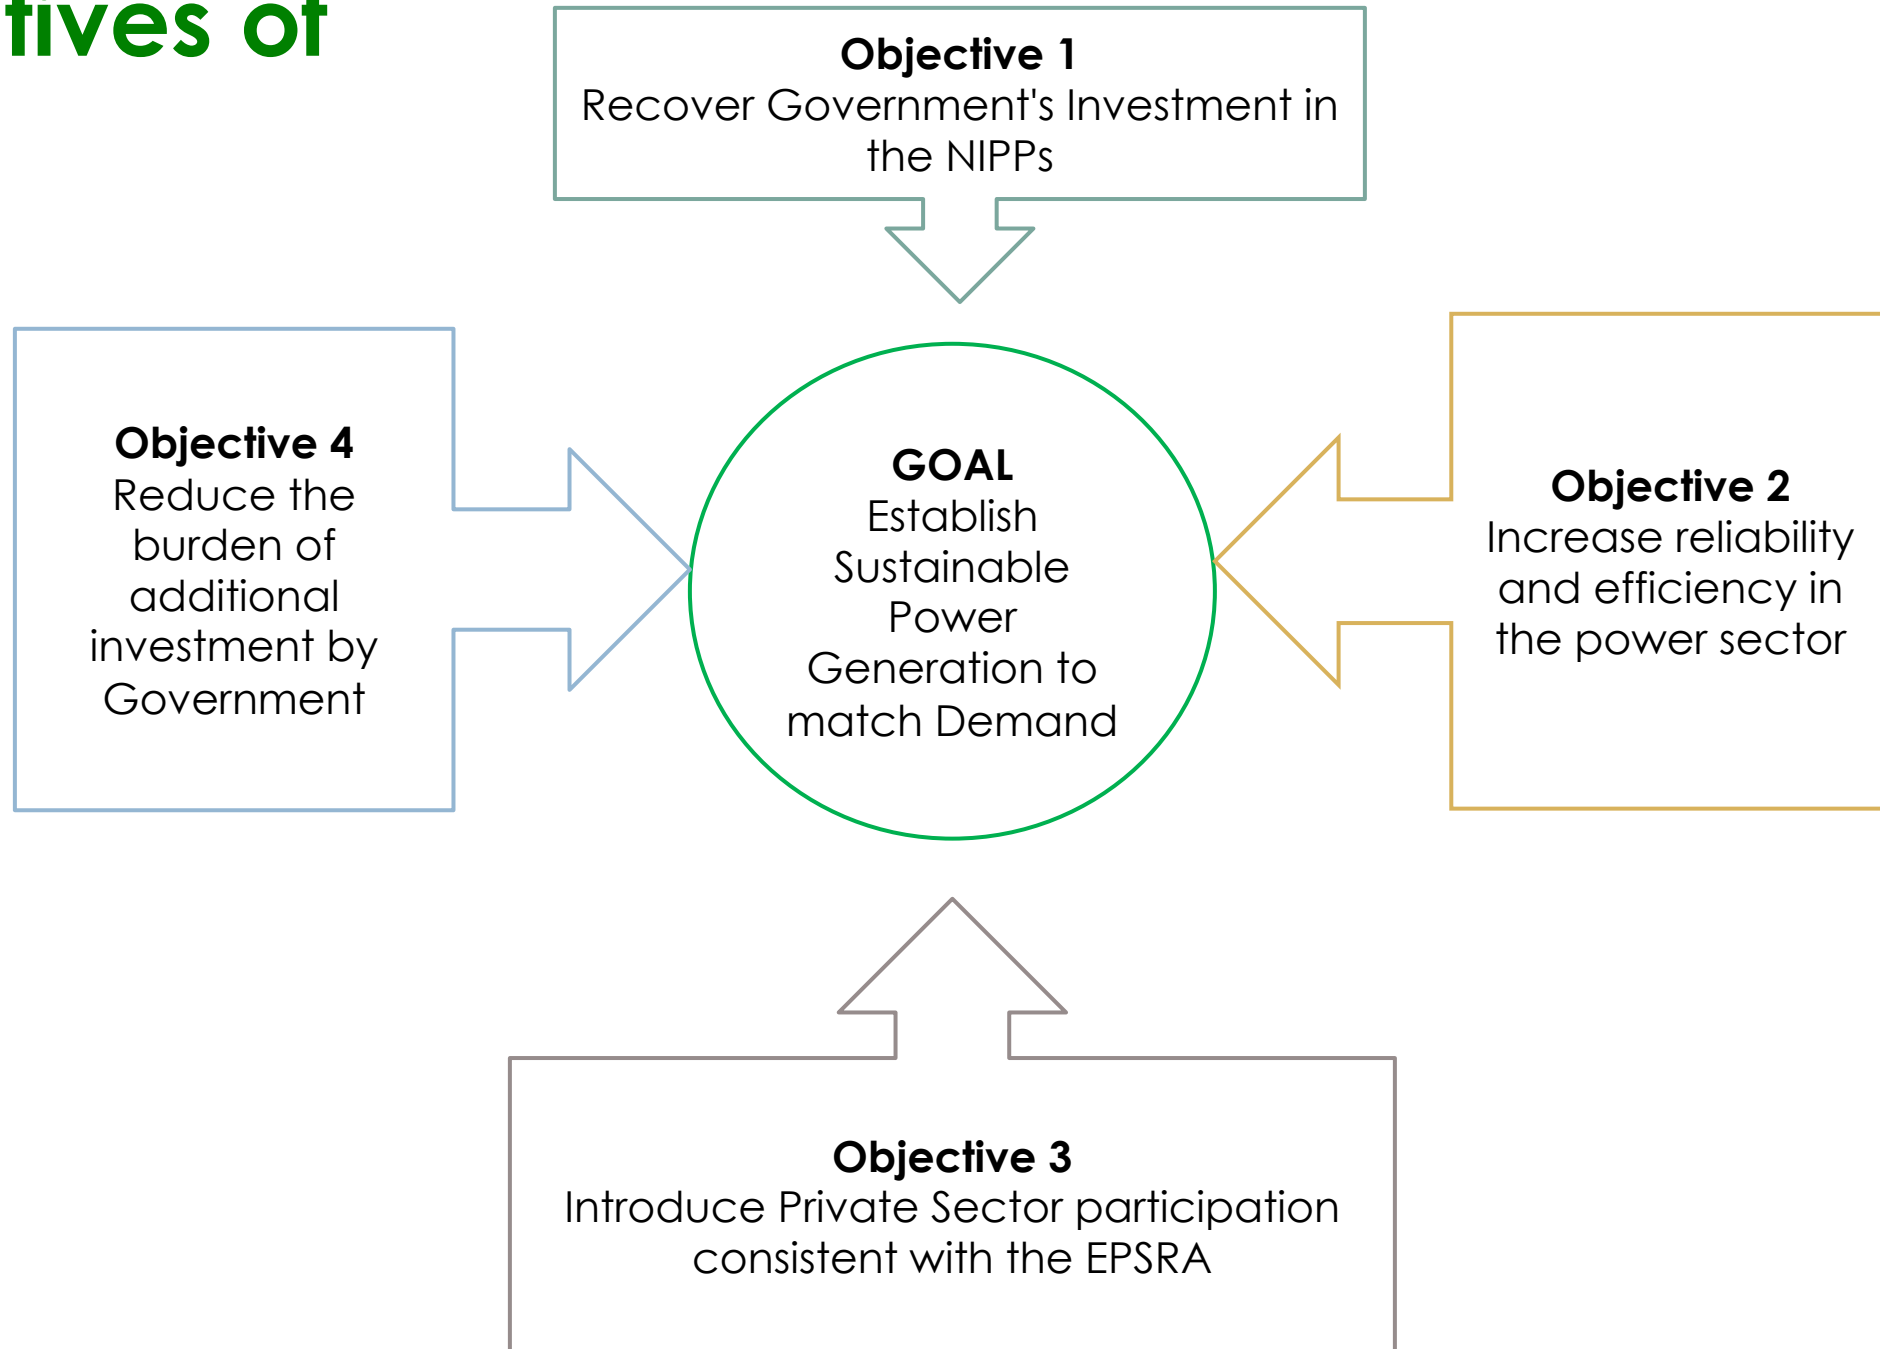 tives of
Objective 1
Recover Government's Investment in
the NIPPs
Objective 4
Reduce the
burden of
additional
investment by
Government
GOAL
Establish
Sustainable
Power
Generation to
match Demand
Objective 2
Increase reliability
and efficiency in
the power sector
Objective 3
Introduce Private Sector participation
consistent with the EPSRA